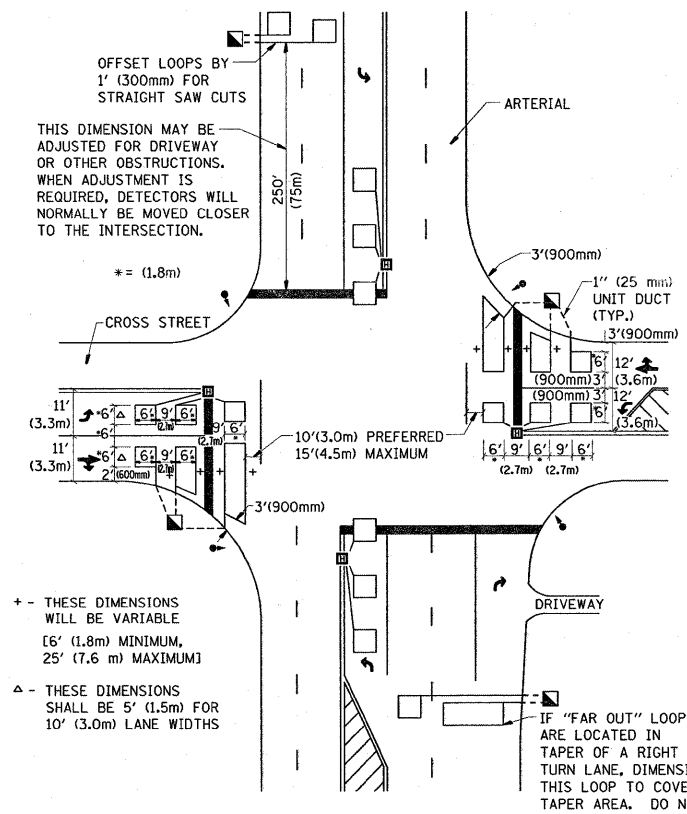 OFFSET LOOPS BY
1' (300mm) FOR
STRAIGHT SAW CUTS
ARTERIAL
THIS DIMENSION MAY BE
ADJUSTED FOR DRIVEWAY
OR OTHER OBSTRUCTIONS.
WHEN ADJUSTMENT IS
REQUIRED, DETECTORS WILL
NORMALLY BE MOVED CLOSER
TO THE INTERSECTION.
250'
(75m)
* = (1.8m)
H
3'(900mm)
1" (25 mm)
UNIT DUCT
(TYP.)
CROSS STREET
3'(900mm)
*6'
12'
(3.6m)
(900mm) 3'
(900mm) 3'
12'
*6'
(3.6m)
H
6' 9' 6' 9' 6'
* * *
(2.7m) (2.7m)
H
11'
(3.3m)
*6' △ 6' 9' 6'
* (2.7m) *
*6'
9' 6'
(2.7m) *
11'
(3.3m)
*6' △ 6' 9' 6'
* (2.7m) *
2' (600mm)
+ + + +
+ + + +
10'(3.0m) PREFERRED
15'(4.5m) MAXIMUM
3'(900mm)
H
DRIVEWAY
+ - THESE DIMENSIONS
WILL BE VARIABLE
[6' (1.8m) MINIMUM,
25' (7.6 m) MAXIMUM]
△ - THESE DIMENSIONS
SHALL BE 5' (1.5m) FOR
10' (3.0m) LANE WIDTHS
IF "FAR OUT" LOOP
ARE LOCATED IN
TAPER OF A RIGHT
TURN LANE, DIMENSI
THIS LOOP TO COVE
TAPER AREA. DO N